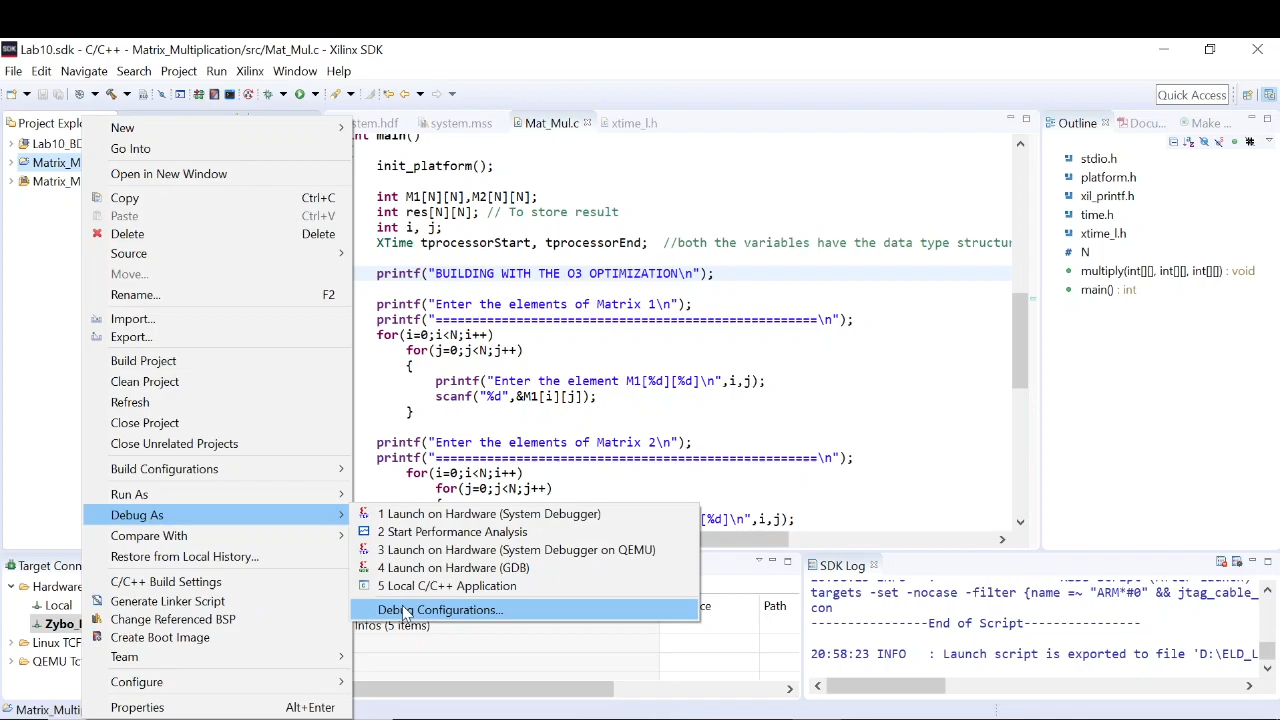 Lab10.sdk - C/C++ - Matrix_Multiplication/src/Mat_Mul.c - Xilinx SDK
File Edit Navigate Search Project Run Xilinx Window Help
Quick Access
Project Explo
stem.hdf
system.mss
Mat_Mul.c
xtime_l.h
Outline
Docu...
Make ...
Lab10_BD
Matrix_M
Matrix_M
New
Go Into
Open in New Window
Copy Ctrl+C
Paste Ctrl+V
Delete Delete
Source
Move...
Rename... F2
Import...
Export...
Build Project
Clean Project
Refresh
Close Project
Close Unrelated Projects
Build Configurations
Run As
Debug As
Compare With
Restore from Local History...
C/C++ Build Settings
Generate Linker Script
Change Referenced BSP
Create Boot Image
Team
Configure
Properties Alt+Enter
1 Launch on Hardware (System Debugger)
2 Start Performance Analysis
3 Launch on Hardware (System Debugger on QEMU)
4 Launch on Hardware (GDB)
5 Local C/C++ Application
Debug Configurations...
nt main()
init_platform();
int M1[N][N],M2[N][N];
int res[N][N]; // To store result
int i, j;
XTime tprocessorStart, tprocessorEnd; //both the variables have the data type structur
printf("BUILDING WITH THE O3 OPTIMIZATION\n");
printf("Enter the elements of Matrix 1\n");
printf("====================================================\n");
for(i=0;i<N;i++)
for(j=0;j<N;j++)
{
printf("Enter the element M1[%d][%d]\n",i,j);
scanf("%d",&M1[i][j]);
}
printf("Enter the elements of Matrix 2\n");
printf("====================================================\n");
for(i=0;i<N;i++)
for(j=0;j<N;j++)
[%d]\n",i,j);
stdio.h
platform.h
xil_printf.h
time.h
xtime_l.h
N
multiply(int[][], int[][], int[][]) : void
main() : int
Target Conn
Hardware
Local
Zybo_
Linux TCF
QEMU Tc
Matrix_Multi
ce
Path
Infos (5 items)
SDK Log
targets -set -nocase -filter {name =~ "ARM*#0" && jtag_cable_
con
----------------End of Script----------------
20:58:23 INFO : Launch script is exported to file 'D:\ELD_L